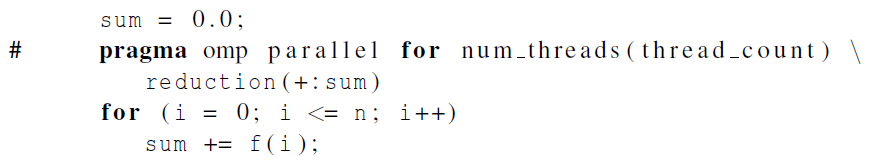 sum = 0.0;
# pragma omp parallel for num_threads(thread_count) \
reduction(+:sum)
for (i = 0; i <= n; i++)
sum += f(i);